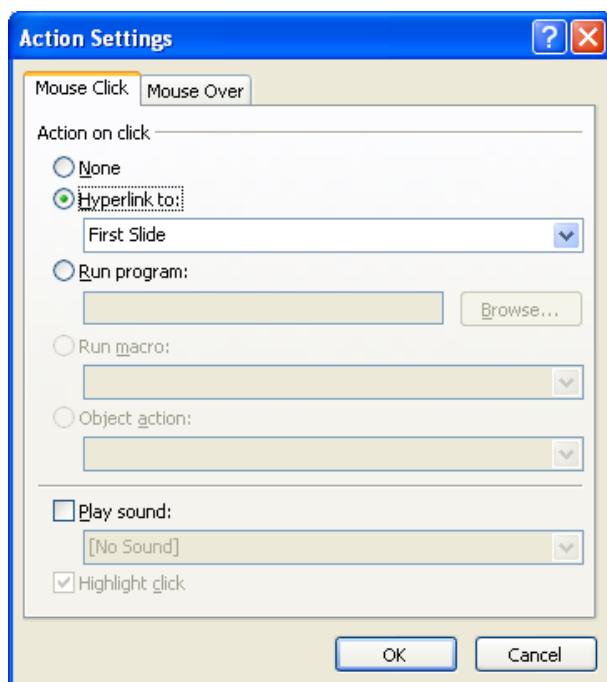 Action Settings
Mouse Click Mouse Over
Action on click
None
Hyperlink to:
First Slide
Run program:
Browse...
Run macro:
Object action:
Play sound:
[No Sound]
Highlight click
OK Cancel